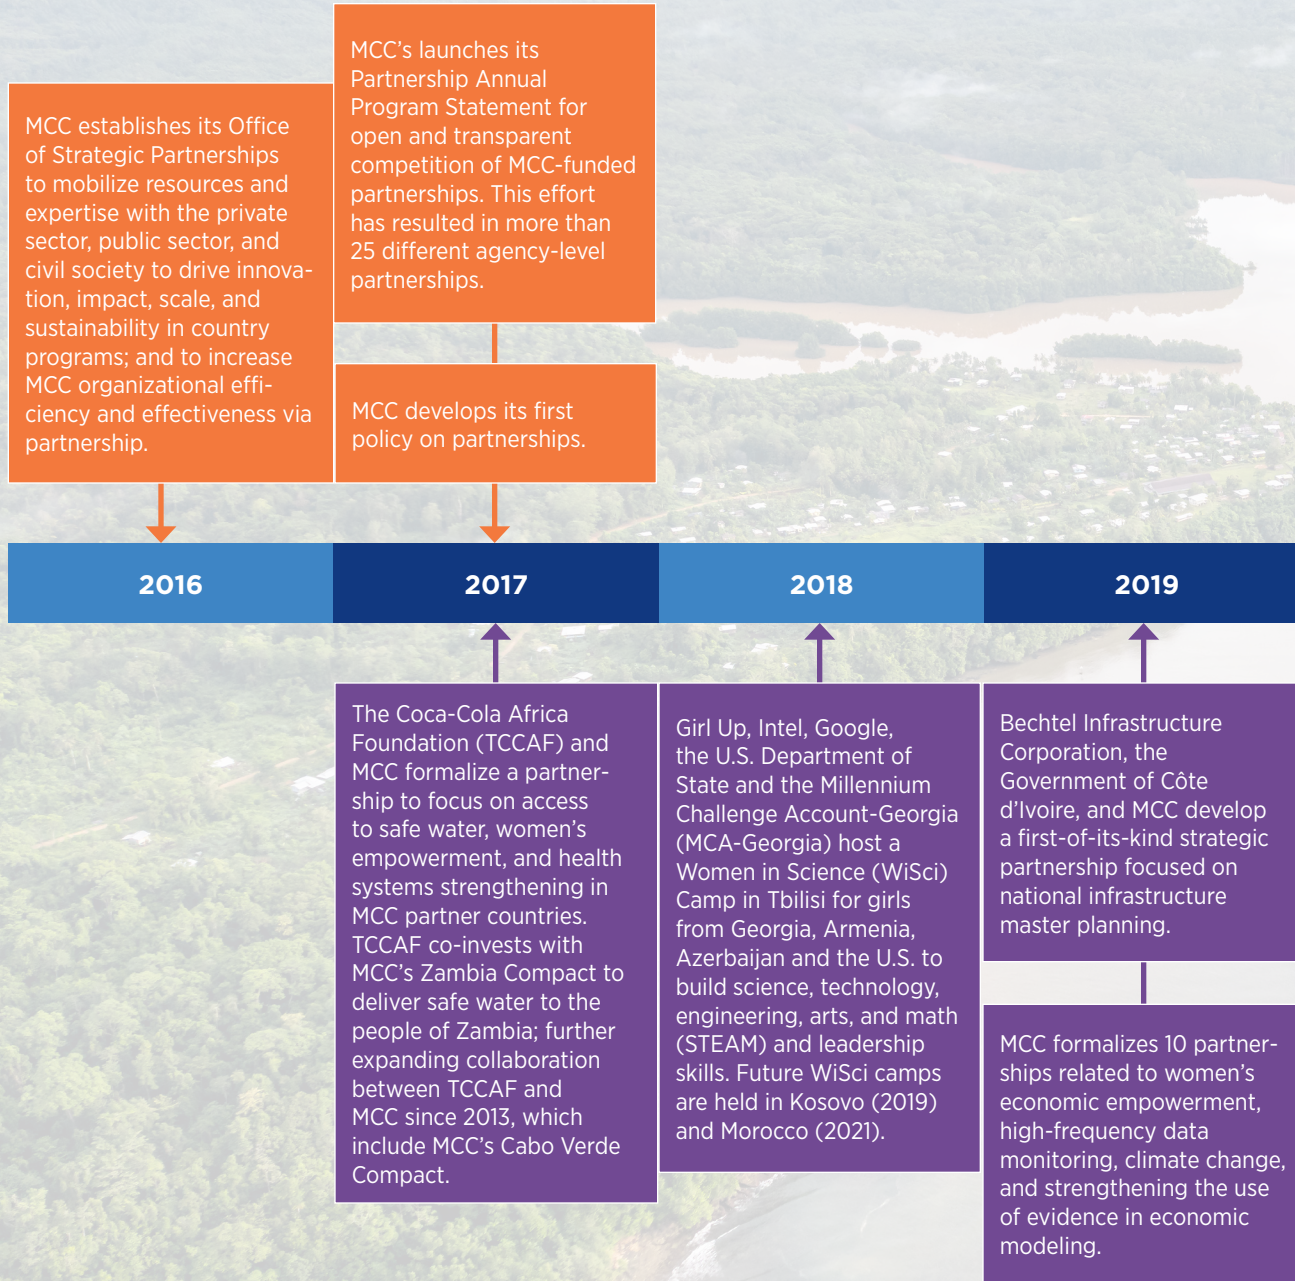 MCC establishes its Office
of Strategic Partnerships
to mobilize resources and
expertise with the private
sector, public sector, and
civil society to drive innova-
tion, impact, scale, and
sustainability in country
programs; and to increase
MCC organizational effi-
ciency and effectiveness via
partnership.
MCC's launches its
Partnership Annual
Program Statement for
open and transparent
competition of MCC-funded
partnerships. This effort
has resulted in more than
25 different agency-level
partnerships.
MCC develops its first
policy on partnerships.
2016
2017
2018
2019
The Coca-Cola Africa
Foundation (TCCAF) and
MCC formalize a partner-
ship to focus on access
to safe water, women's
empowerment, and health
systems strengthening in
MCC partner countries.
TCCAF co-invests with
MCC's Zambia Compact to
deliver safe water to the
people of Zambia; further
expanding collaboration
between TCCAF and
MCC since 2013, which
include MCC's Cabo Verde
Compact.
Girl Up, Intel, Google,
the U.S. Department of
State and the Millennium
Challenge Account-Georgia
(MCA-Georgia) host a
Women in Science (WiSci)
Camp in Tbilisi for girls
from Georgia, Armenia,
Azerbaijan and the U.S. to
build science, technology,
engineering, arts, and math
(STEAM) and leadership
skills. Future WiSci camps
are held in Kosovo (2019)
and Morocco (2021).
Bechtel Infrastructure
Corporation, the
Government of Côte
d'Ivoire, and MCC develop
a first-of-its-kind strategic
partnership focused on
national infrastructure
master planning.
MCC formalizes 10 partner-
ships related to women's
economic empowerment,
high-frequency data
monitoring, climate change,
and strengthening the use
of evidence in economic
modeling.